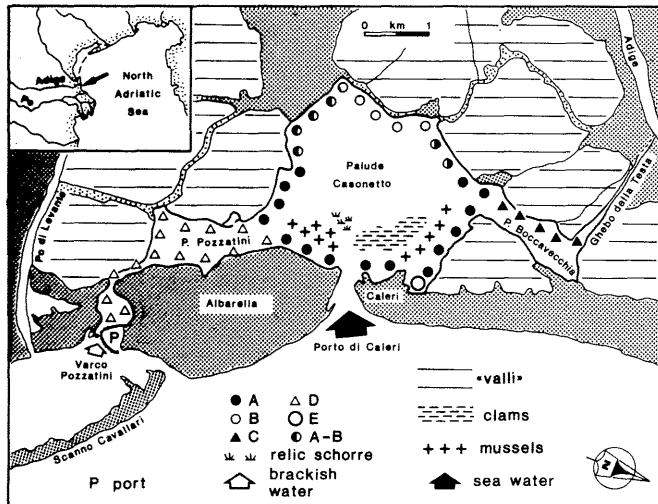 0 km 1
Adige
Po
North
Adriatic
Sea
Adige
Palude
Casonetto
Ghebo della Testa
Po di Levante
P. Pozzatini
P. Boccavecchia
Albarella
Caleri
P
Varco
Pozzatini
Porto di Caleri
Scanno Cavallari
A
D
B
E
C
A-B
relic schorre
brackish
water
«valli»
clams
mussels
sea water
P port
N